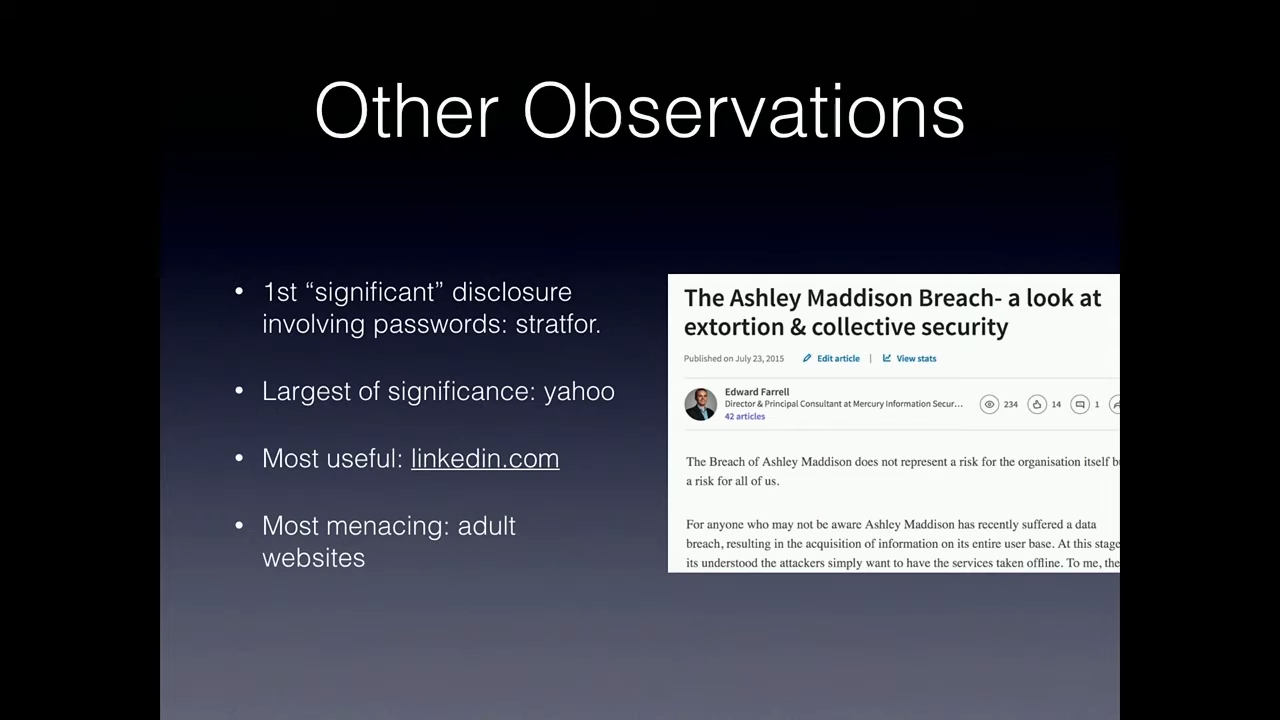 Other Observations
• 1st “significant” disclosure
involving passwords: stratfor.
• Largest of significance: yahoo
• Most useful: linkedin.com
• Most menacing: adult
websites
The Ashley Maddison Breach- a look at
extortion & collective security
Published on July 23, 2015 Edit article | View stats
Edward Farrell
Director & Principal Consultant at Mercury Information Secur... 234 14 1
42 articles
The Breach of Ashley Maddison does not represent a risk for the organisation itself
a risk for all of us.
For anyone who may not be aware Ashley Maddison has recently suffered a data
breach, resulting in the acquisition of information on its entire user base. At this stage
its understood the attackers simply want to have the services taken offline. To me, the